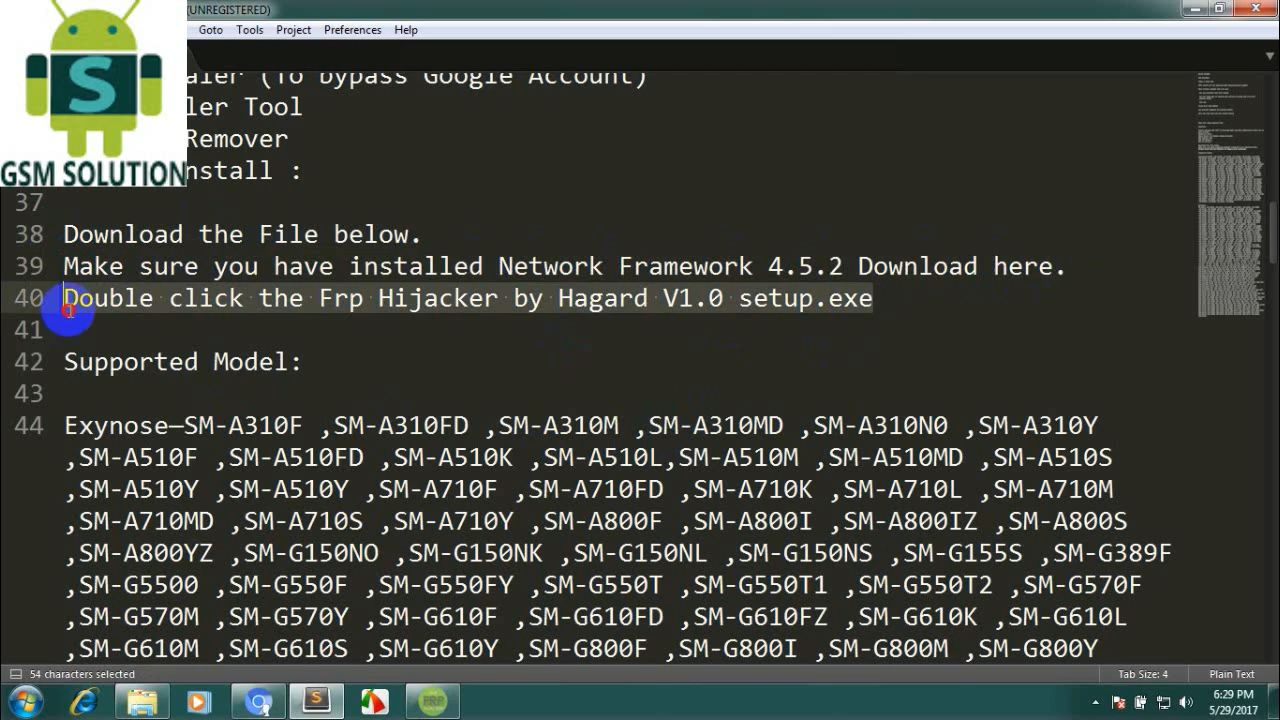 (UNREGISTERED)
Goto Tools Project Preferences Help
S
GSM SOLUTION
aler (To bypass Google Account)
ler Tool
Remover
nstall :
37
38 Download the File below.
39 Make sure you have installed Network Framework 4.5.2 Download here.
40 Double click the Frp Hijacker by Hagard V1.0 setup.exe
41
42 Supported Model:
43
44 Exynose—SM-A310F ,SM-A310FD ,SM-A310M ,SM-A310MD ,SM-A310N0 ,SM-A310Y
,SM-A510F ,SM-A510FD ,SM-A510K ,SM-A510L,SM-A510M ,SM-A510MD ,SM-A510S
,SM-A510Y ,SM-A510Y ,SM-A710F ,SM-A710FD ,SM-A710K ,SM-A710L ,SM-A710M
,SM-A710MD ,SM-A710S ,SM-A710Y ,SM-A800F ,SM-A800I ,SM-A800IZ ,SM-A800S
,SM-A800YZ ,SM-G150NO ,SM-G150NK ,SM-G150NL ,SM-G150NS ,SM-G155S ,SM-G389F
,SM-G5500 ,SM-G550F ,SM-G550FY ,SM-G550T ,SM-G550T1 ,SM-G550T2 ,SM-G570F
,SM-G570M ,SM-G570Y ,SM-G610F ,SM-G610FD ,SM-G610FZ ,SM-G610K ,SM-G610L
,SM-G610M ,SM-G610S ,SM-G610Y ,SM-G800F ,SM-G800I ,SM-G800M ,SM-G800Y
54 characters selected
Tab Size: 4 Plain Text
FRP
6:29 PM
5/29/2017